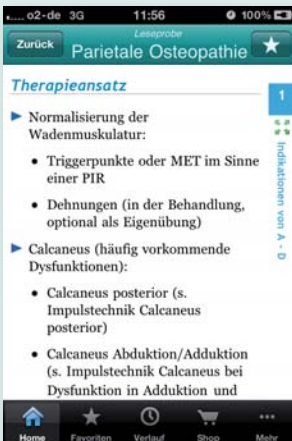 o2-de 3G 11:56 100%
Leseprobe
Zurück Parietale Osteopathie
Therapieansatz
1
Indikationen von A - D
Normalisierung der
Wadenmuskulatur:
• Triggerpunkte oder MET im Sinne
einer PIR
• Dehnungen (in der Behandlung,
optional als Eigenübung)
Calcaneus (häufig vorkommende
Dysfunktionen):
• Calcaneus posterior (s.
Impulstechnik Calcaneus
posterior)
• Calcaneus Abduktion/Adduktion
(s. Impulstechnik Calcaneus bei
Dysfunktion in Adduktion und
Home Favoriten Verlauf Shop Mehr